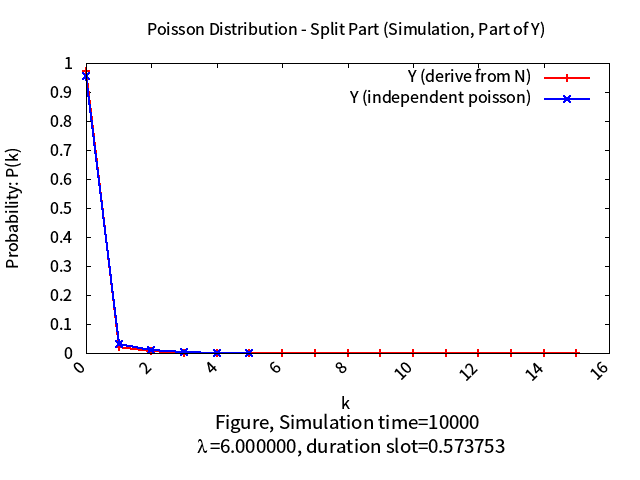 Poisson Distribution - Split Part (Simulation, Part of Y)
Y (derive from N)
Y (independent poisson)
Probability: P(k)
1
0.9
0.8
0.7
0.6
0.5
0.4
0.3
0.2
0.1
0
0 2 4 6 8 10 12 14 16
k
Figure, Simulation time=10000
λ=6.000000, duration slot=0.573753